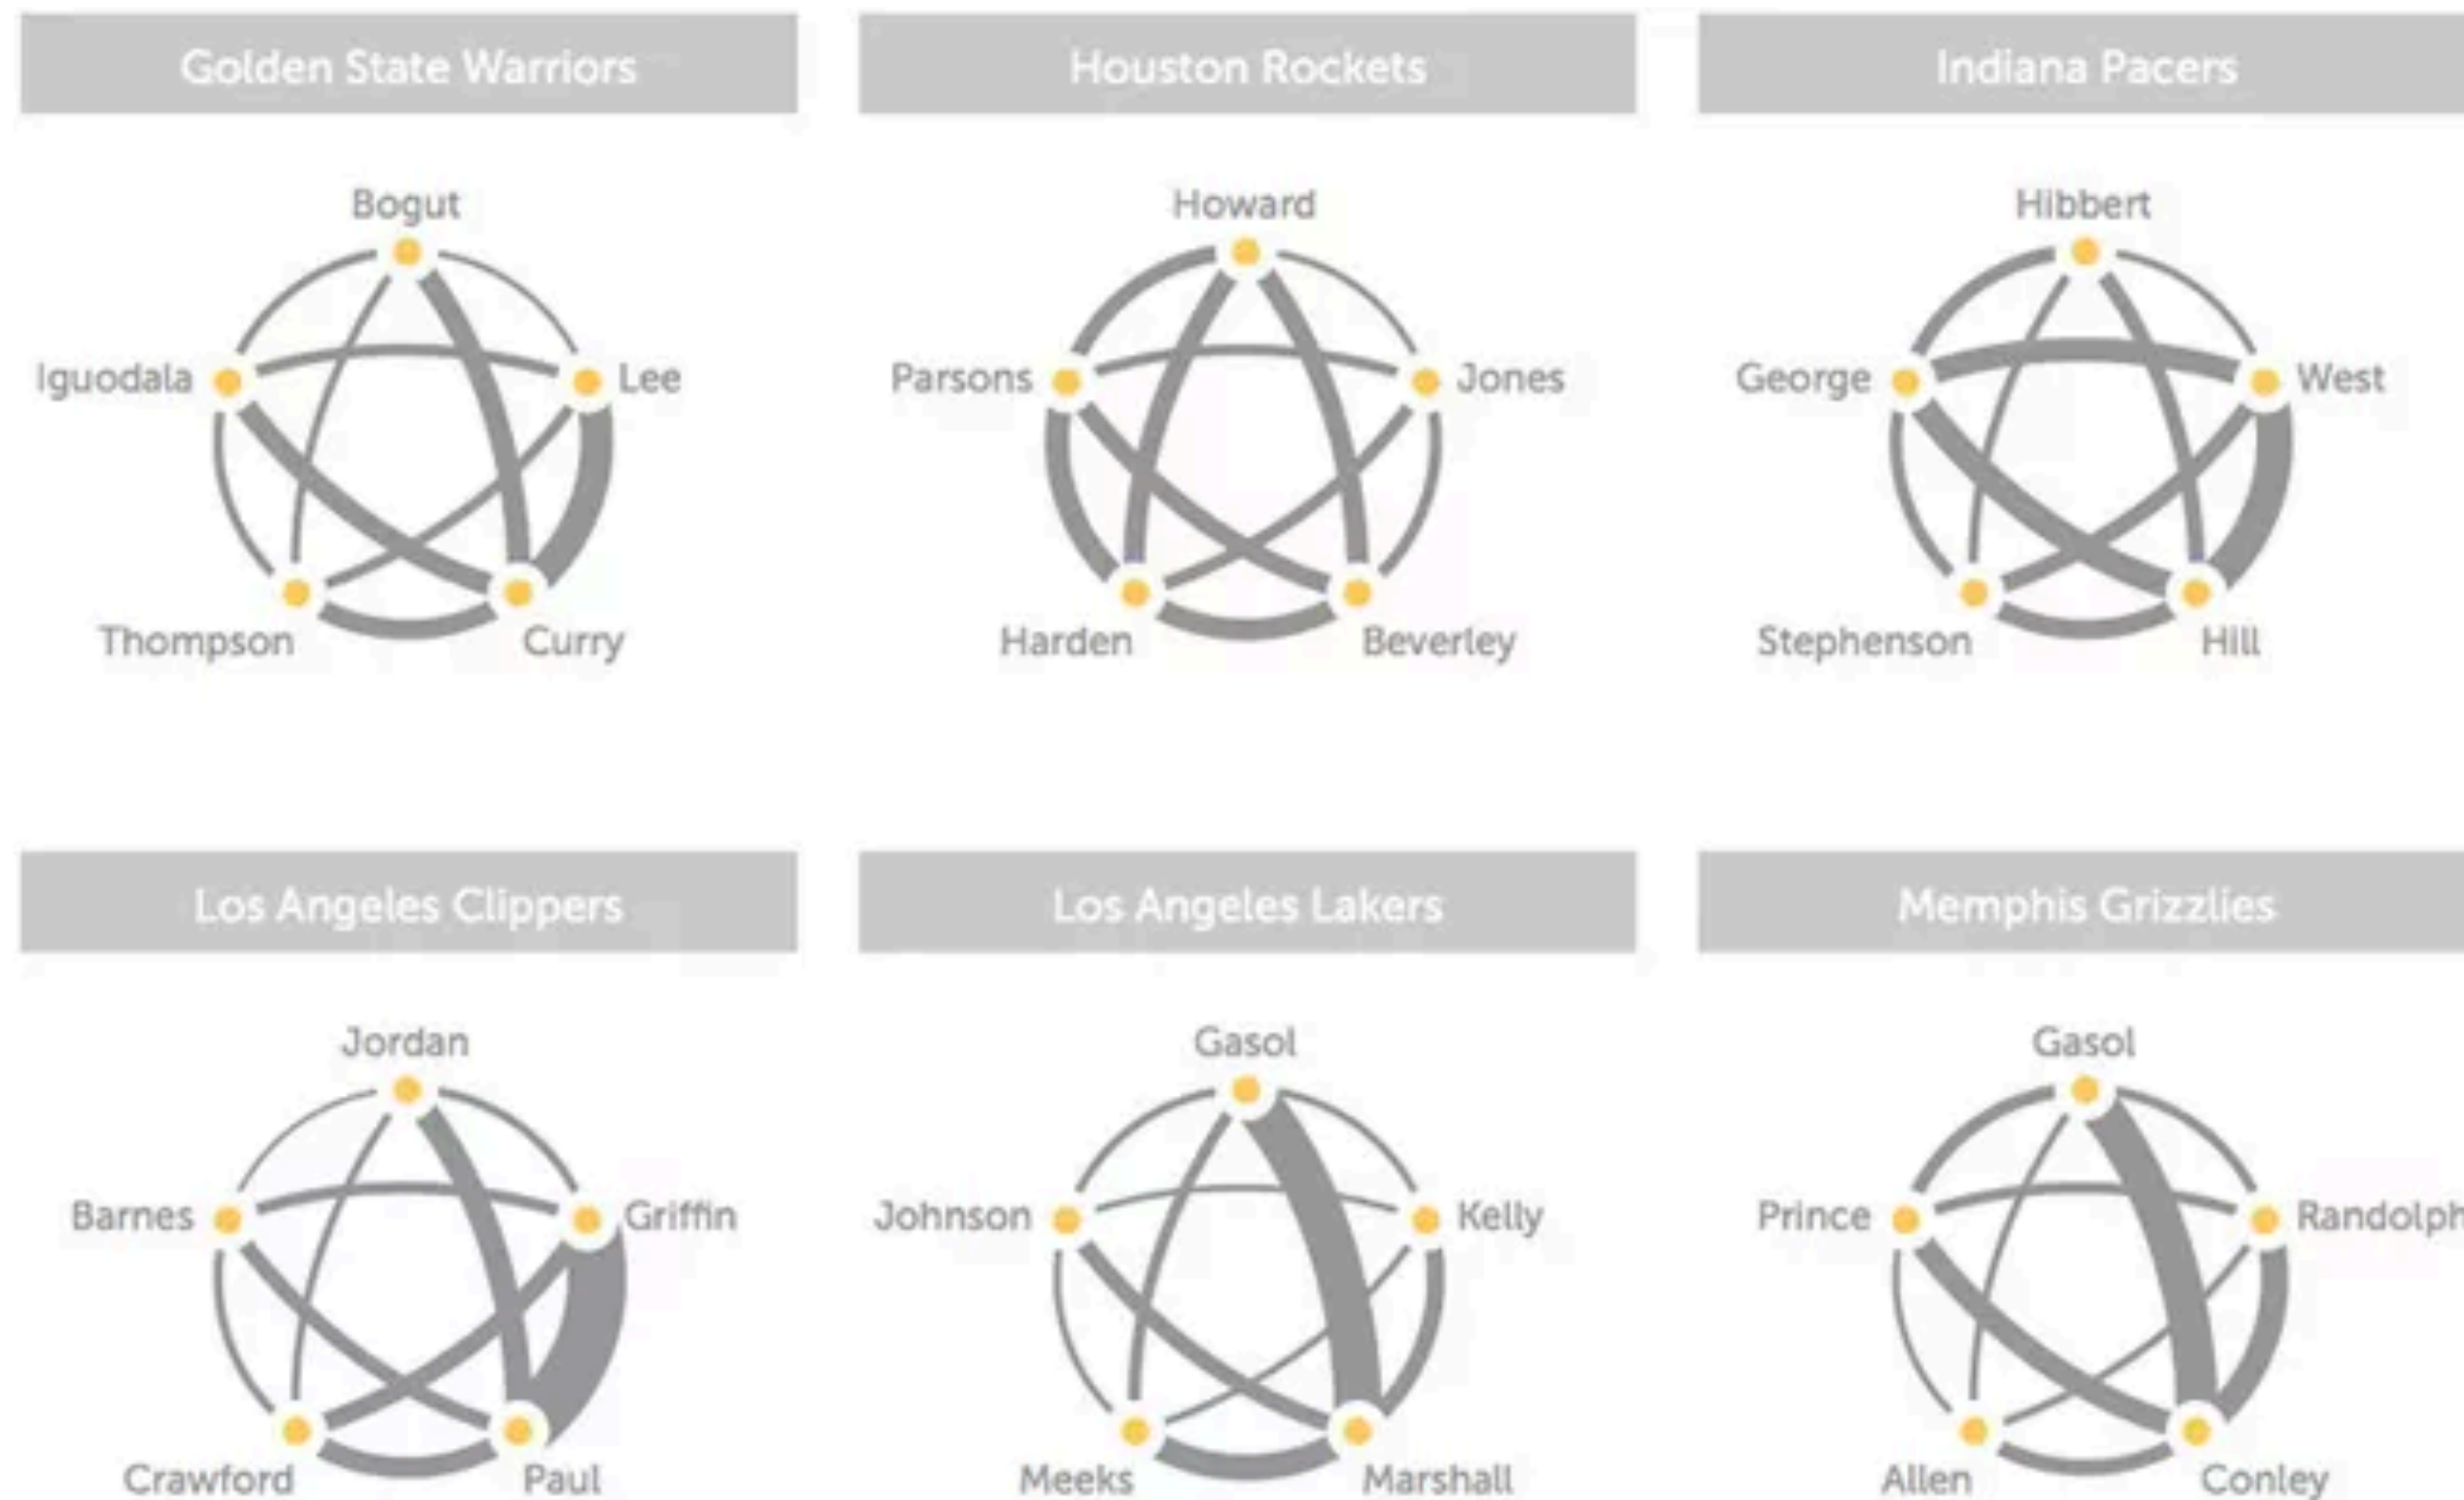 Golden State Warriors
Houston Rockets
Indiana Pacers
Bogut
Howard
Hibbert
Iguodala
Lee
Parsons
Jones
George
West
Thompson
Curry
Harden
Beverley
Stephenson
Hill
Los Angeles Clippers
Los Angeles Lakers
Memphis Grizzlies
Jordan
Gasol
Gasol
Barnes
Griffin
Johnson
Kelly
Prince
Randolph
Crawford
Paul
Meeks
Marshall
Allen
Conley